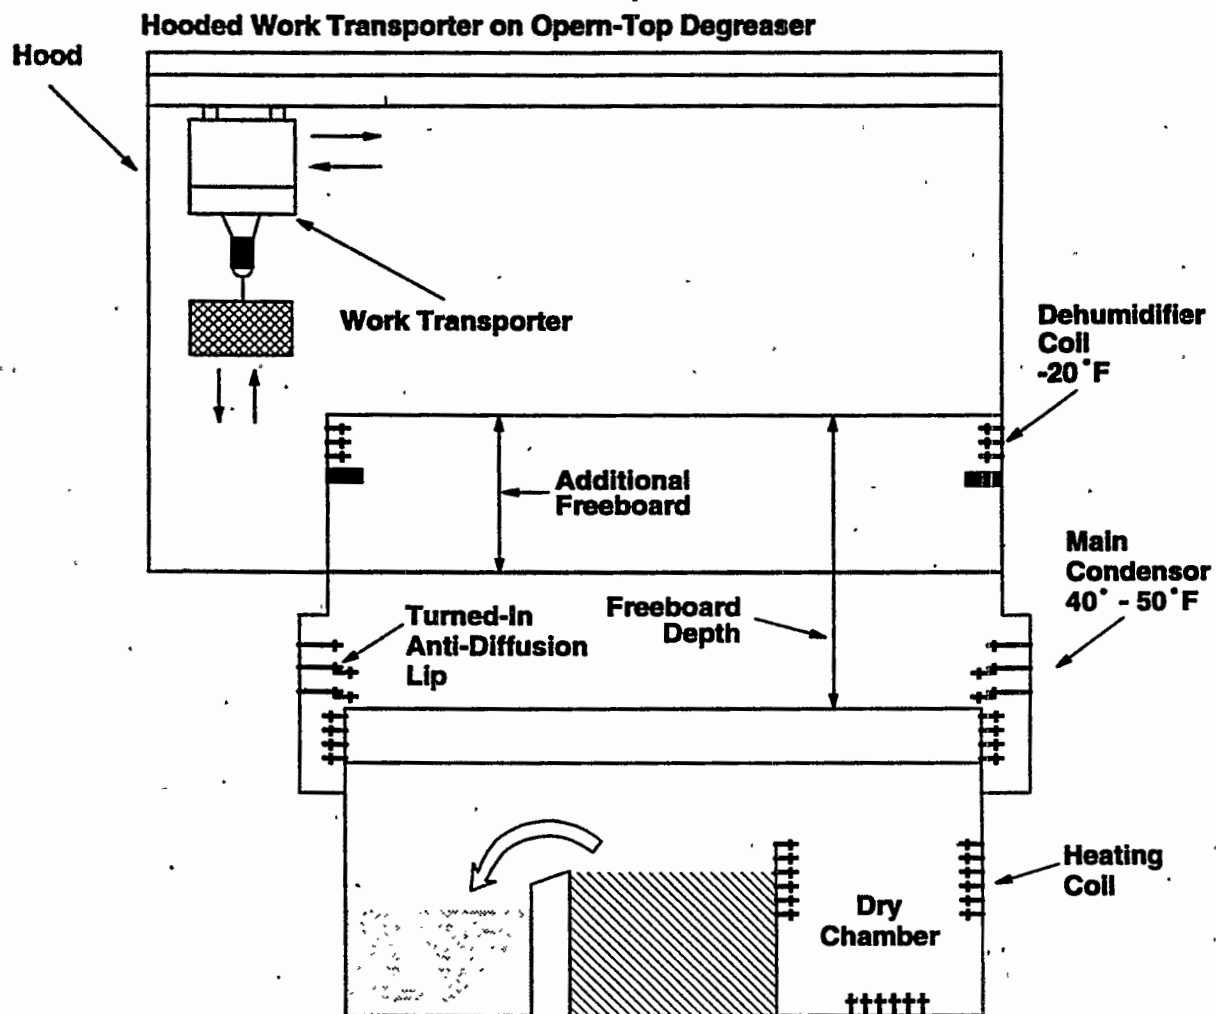 Hooded Work Transporter on Opern-Top Degreaser
Hood
Work Transporter
Dehumidifier
Coil
-20°F
Additional
Freeboard
Main
Condensor
40° - 50°F
Turned-In
Anti-Diffusion
Lip
Freeboard
Depth
Heating
Coil
Dry
Chamber